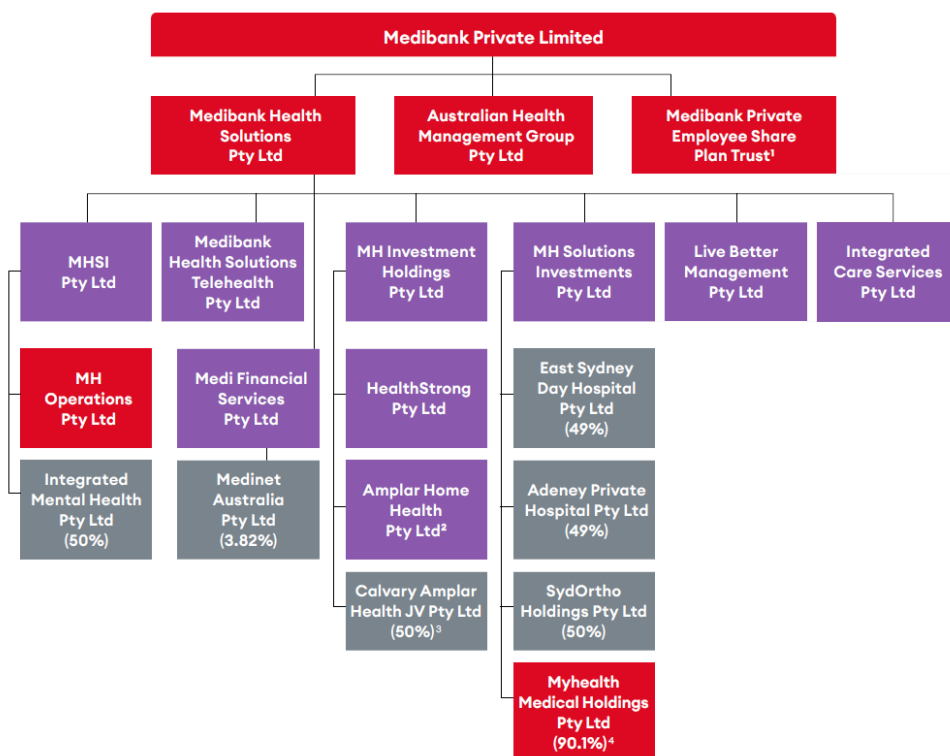 Medibank Private Limited
Medibank Health
Solutions
Pty Ltd
Australian Health
Management Group
Pty Ltd
Medibank Private
Employee Share
Plan Trust¹
MHSI
Pty Ltd
Medibank
Health Solutions
Telehealth
Pty Ltd
MH Investment
Holdings
Pty Ltd
MH Solutions
Investments
Pty Ltd
Live Better
Management
Pty Ltd
Integrated
Care Services
Pty Ltd
MH
Operations
Pty Ltd
Medi Financial
Services
Pty Ltd
HealthStrong
Pty Ltd
East Sydney
Day Hospital
Pty Ltd
(49%)
Integrated
Mental Health
Pty Ltd
(50%)
Medinet
Australia
Pty Ltd
(3.82%)
Amplar Home
Health
Pty Ltd²
Adeney Private
Hospital Pty Ltd
(49%)
Calvary Amplar
Health JV Pty Ltd
(50%)³
SydOrtho
Holdings Pty Ltd
(50%)
Myhealth
Medical Holdings
Pty Ltd
(90.1%)⁴